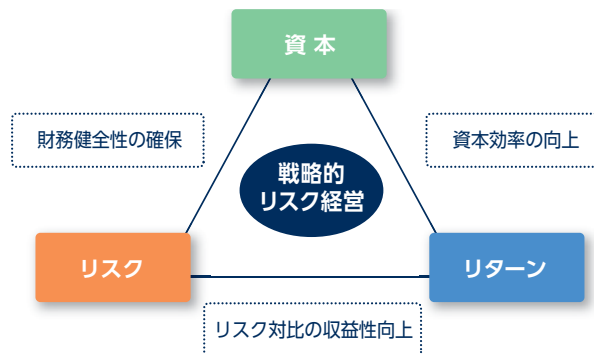 資本
財務健全性の確保
資本効率の向上
戦略的
リスク経営
リスク
リターン
リスク対比の収益性向上